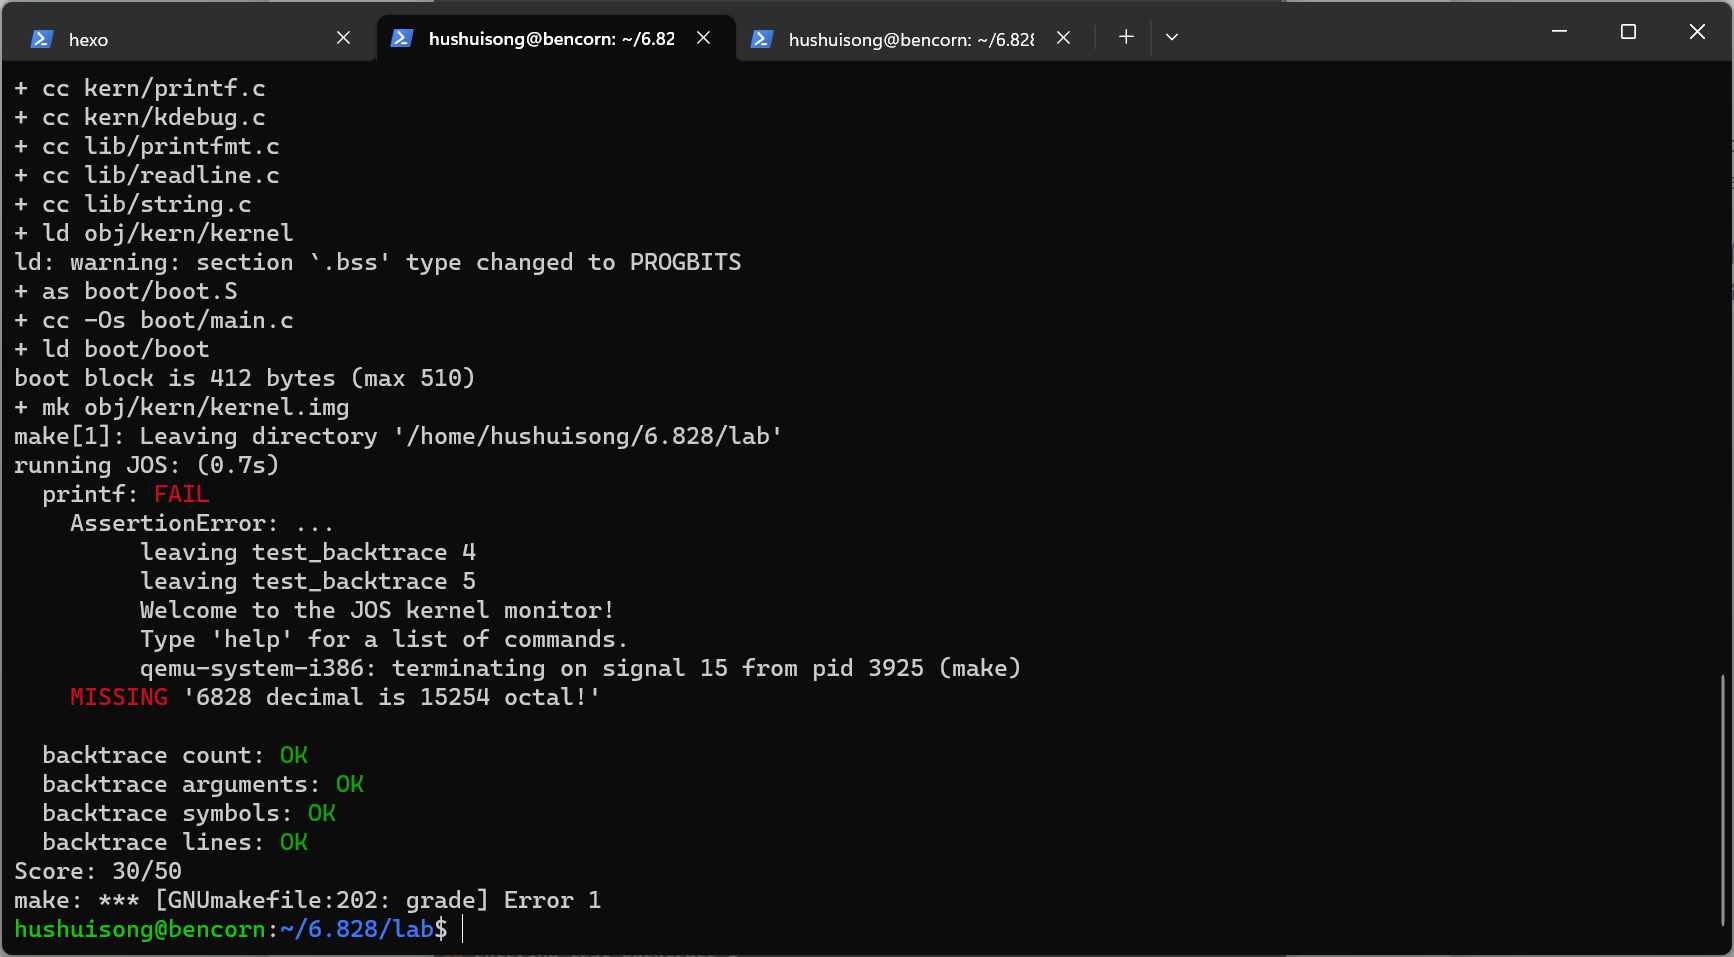 hexo
hushuisong@bencorn: ~/6.82
hushuisong@bencorn: ~/6.828
+ cc kern/printf.c
+ cc kern/kdebug.c
+ cc lib/printfmt.c
+ cc lib/readline.c
+ cc lib/string.c
+ ld obj/kern/kernel
ld: warning: section `.bss' type changed to PROGBITS
+ as boot/boot.S
+ cc -Os boot/main.c
+ ld boot/boot
boot block is 412 bytes (max 510)
+ mk obj/kern/kernel.img
make[1]: Leaving directory '/home/hushuisong/6.828/lab'
running JOS: (0.7s)
  printf: FAIL
    AssertionError: ...
         leaving test_backtrace 4
         leaving test_backtrace 5
         Welcome to the JOS kernel monitor!
         Type 'help' for a list of commands.
         qemu-system-i386: terminating on signal 15 from pid 3925 (make)
    MISSING '6828 decimal is 15254 octal!'
  backtrace count: OK
  backtrace arguments: OK
  backtrace symbols: OK
  backtrace lines: OK
Score: 30/50
make: *** [GNUmakefile:202: grade] Error 1
hushuisong@bencorn:~/6.828/lab$